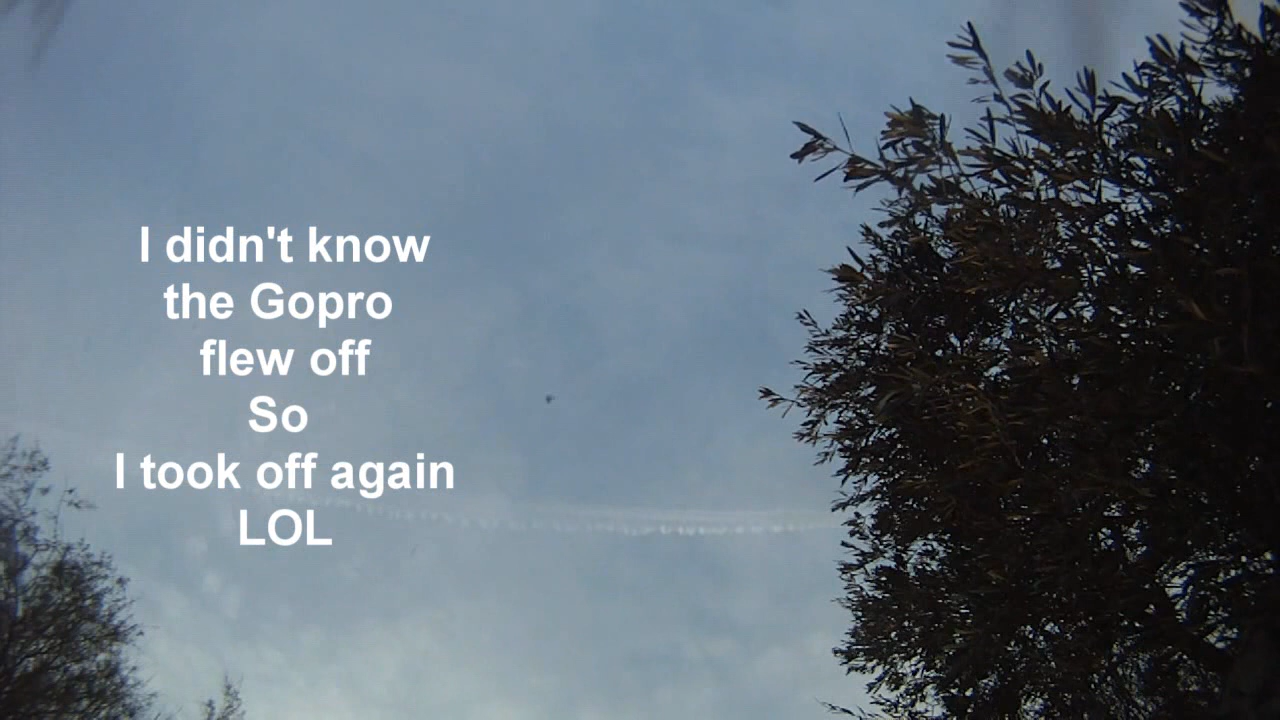 I didn't know
the Gopro
flew off
So
I took off again
LOL